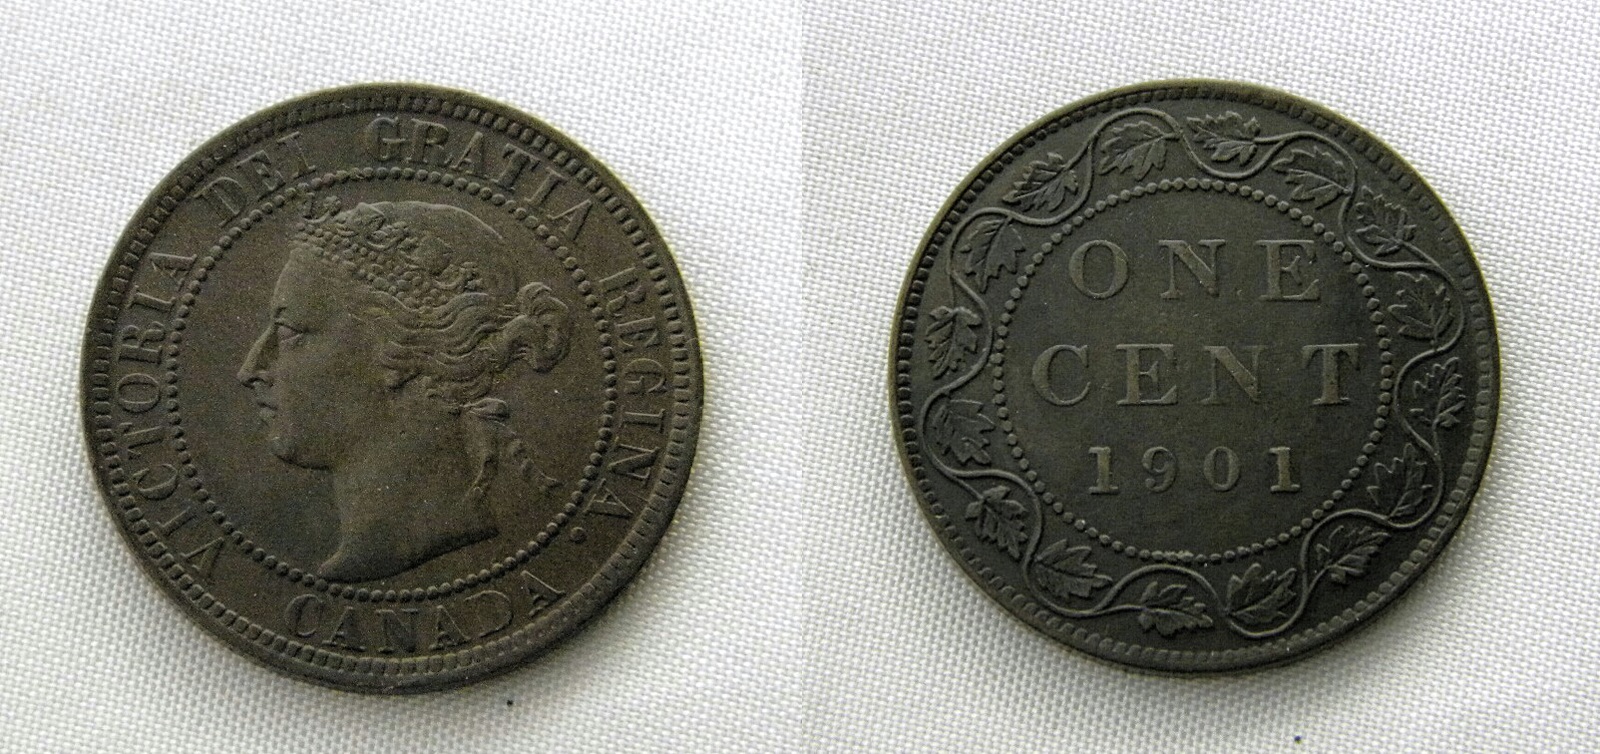 VICTORIA DEI GRATIA REGINA.
CANADA
ONE
CENT
1901